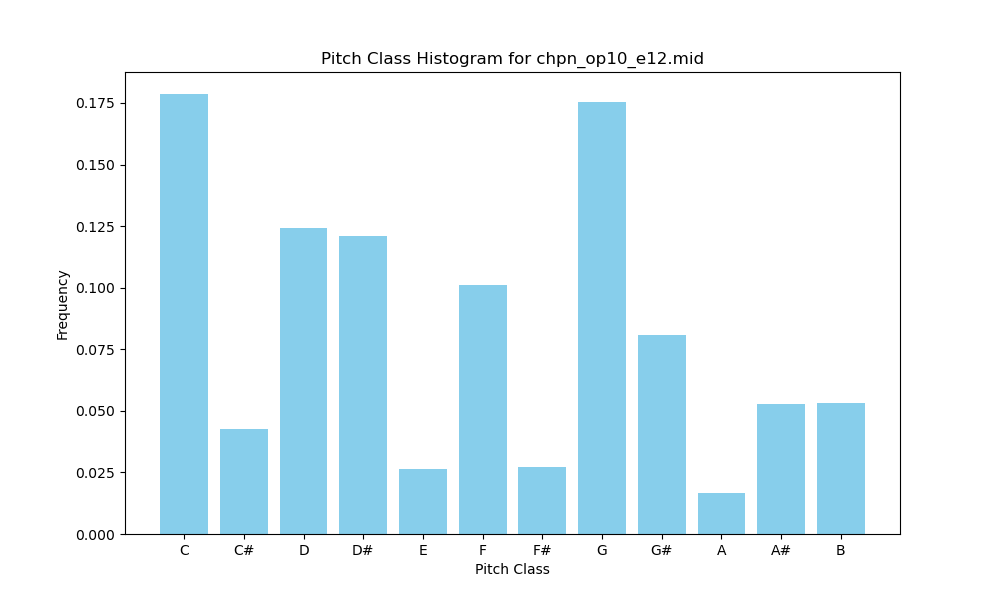 Pitch Class Histogram for chpn_op10_e12.mid
Frequency
0.175
0.150
0.125
0.100
0.075
0.050
0.025
0.000
C C# D D# E F F# G G# A A# B
Pitch Class